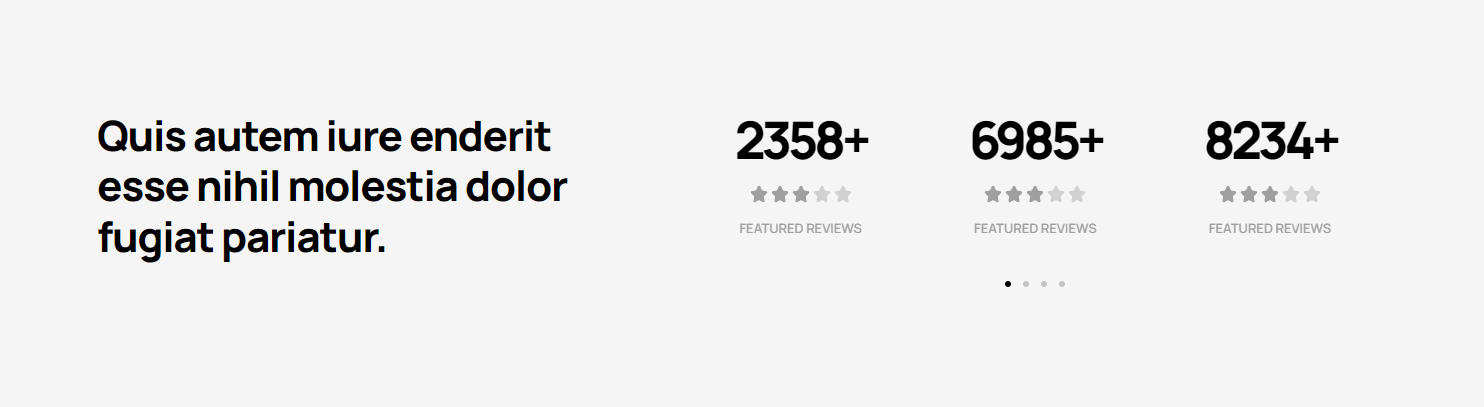 Quis autem iure enderit
esse nihil molestia dolor
fugiat pariatur.
2358+
FEATURED REVIEWS
6985+
FEATURED REVIEWS
8234+
FEATURED REVIEWS